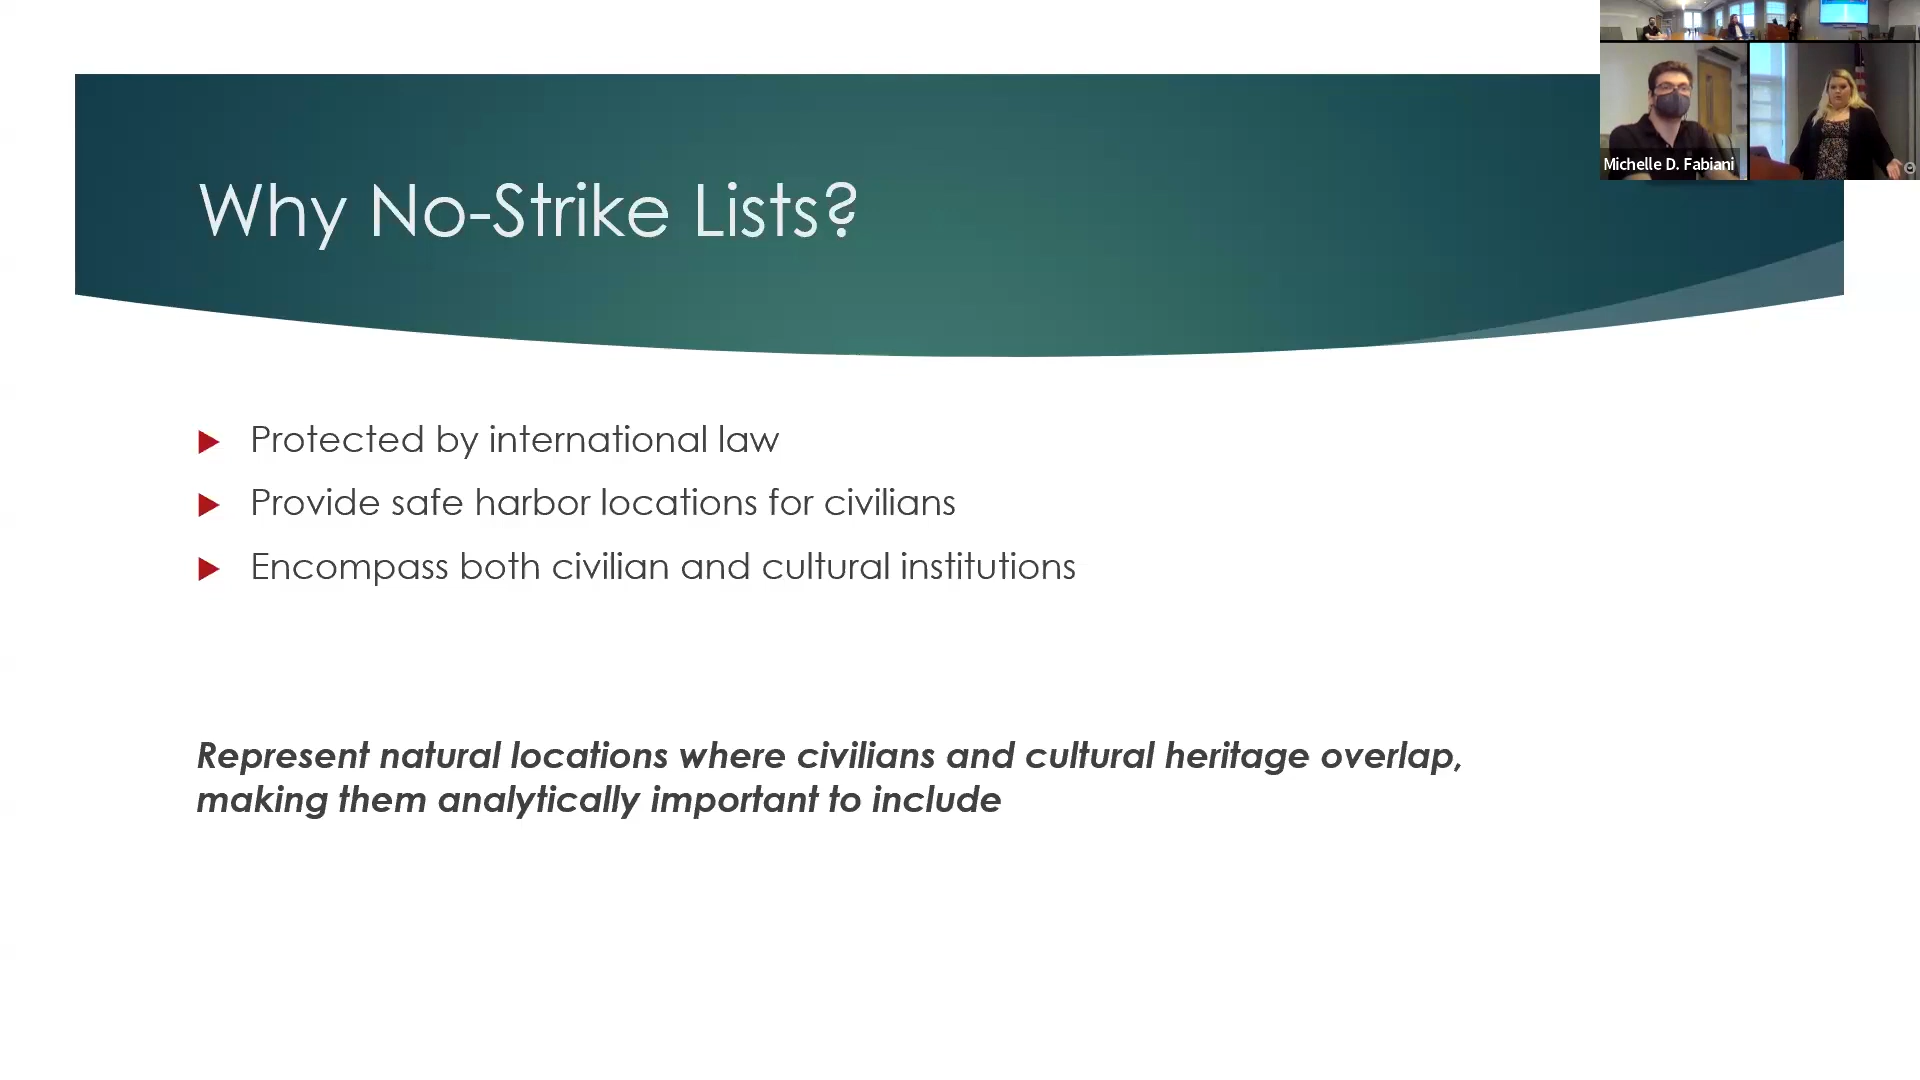 Why No-Strike Lists?
Michelle D. Fabiani
Protected by international law
Provide safe harbor locations for civilians
Encompass both civilian and cultural institutions
Represent natural locations where civilians and cultural heritage overlap,
making them analytically important to include